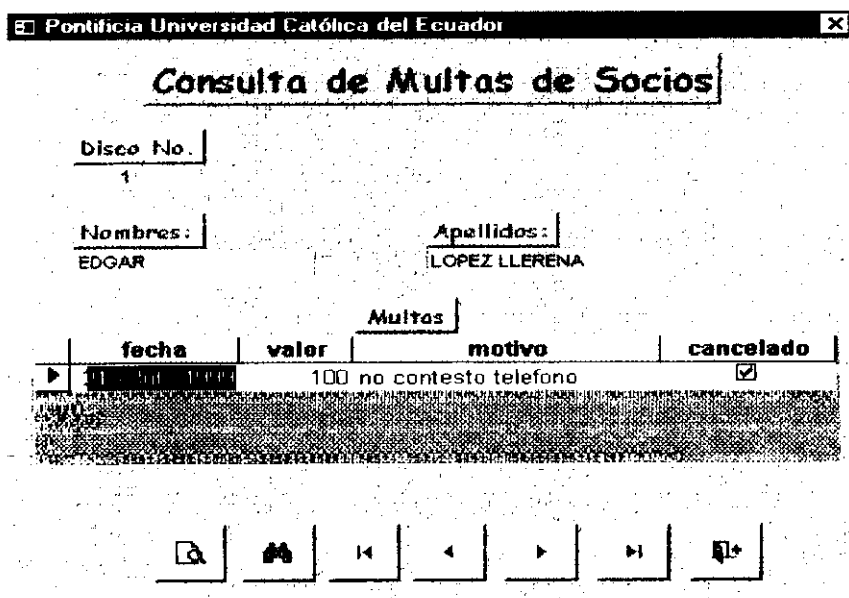 Pontificia Universidad Católica del Ecuador
Consulta de Multas de Socios
Disco No.
1
Nombres: Apellidos:
EDGAR LOPEZ LLERENA
Multas
fecha valor motivo cancelado
100 no contesto telefono